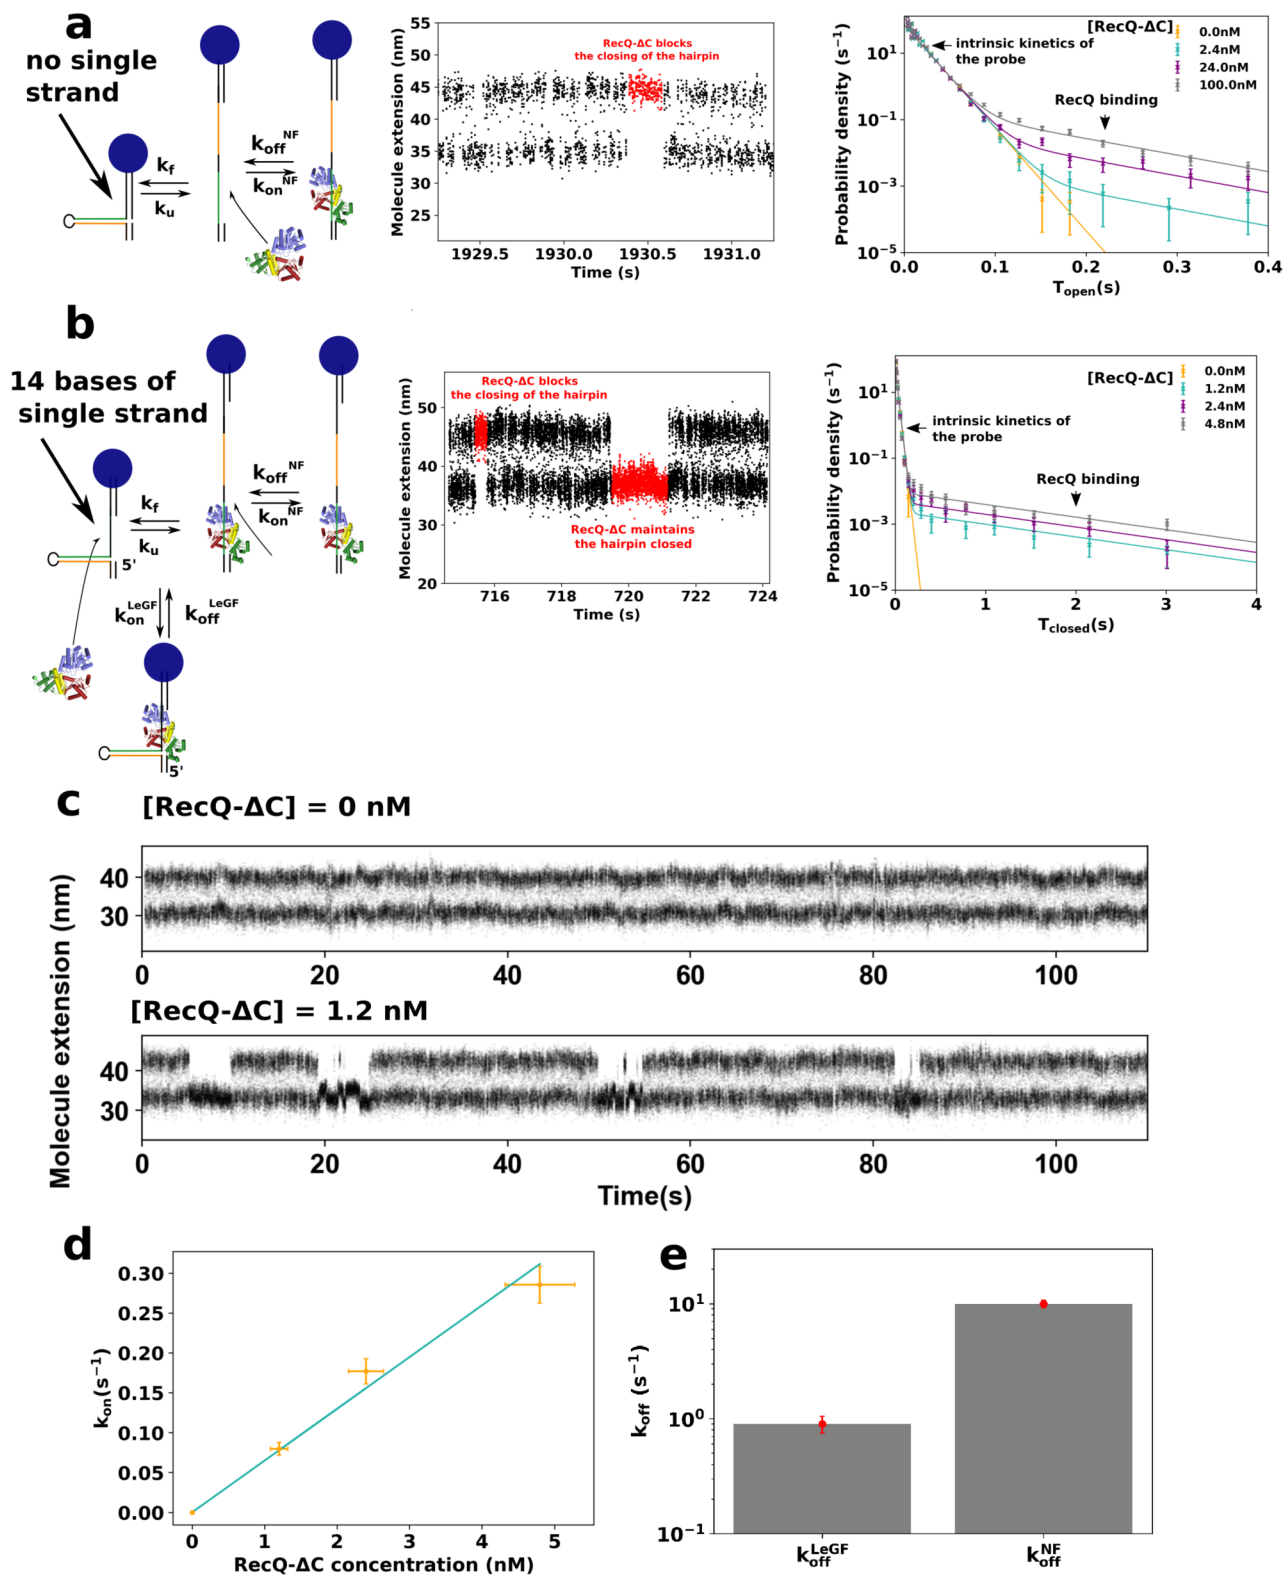 a
no single
strand
k_f
k_u
k_off^NF
k_on^NF
Molecule extension (nm)
55
50
45
40
35
30
25
RecQ-ΔC blocks
the closing of the hairpin
1929.5 1930.0 1930.5 1931.0
Time (s)
Probability density (s⁻¹)
10¹
10⁻¹
10⁻³
10⁻⁵
[RecQ-ΔC]
0.0nM
2.4nM
24.0nM
100.0nM
intrinsic kinetics of
the probe
RecQ binding
0.0 0.1 0.2 0.3 0.4
T_open(s)
b
14 bases of
single strand
k_f
k_u
5'
k_off^NF
k_on^NF
k_on^LeGF
k_off^LeGF
5'
Molecule extension (nm)
50
40
30
20
RecQ-ΔC blocks
the closing of the hairpin
RecQ-ΔC maintains
the hairpin closed
716 718 720 722 724
Time (s)
Probability density (s⁻¹)
10¹
10⁻¹
10⁻³
10⁻⁵
[RecQ-ΔC]
0.0nM
1.2nM
2.4nM
4.8nM
intrinsic kinetics of
the probe
RecQ binding
0 1 2 3 4
T_closed(s)
c
[RecQ-ΔC] = 0 nM
Molecule extension (nm)
40
30
0 20 40 60 80 100
[RecQ-ΔC] = 1.2 nM
40
30
0 20 40 60 80 100
Time(s)
d
k_on(s⁻¹)
0.30
0.25
0.20
0.15
0.10
0.05
0.00
0 1 2 3 4 5
RecQ-ΔC concentration (nM)
e
k_off (s⁻¹)
10¹
10⁰
10⁻¹
k_off^LeGF
k_off^NF